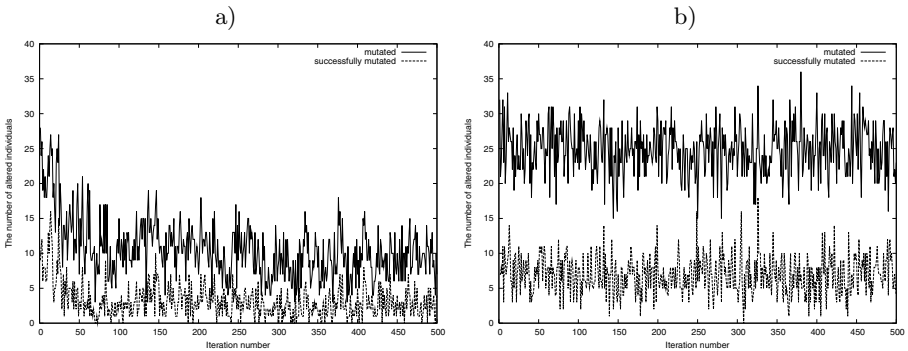 a)
b)
The number of altered individuals
40
35
30
25
20
15
10
5
0
0 50 100 150 200 250 300 350 400 450 500
Iteration number
mutated
successfully mutated
The number of altered individuals
40
35
30
25
20
15
10
5
0
0 50 100 150 200 250 300 350 400 450 500
Iteration number
mutated
successfully mutated